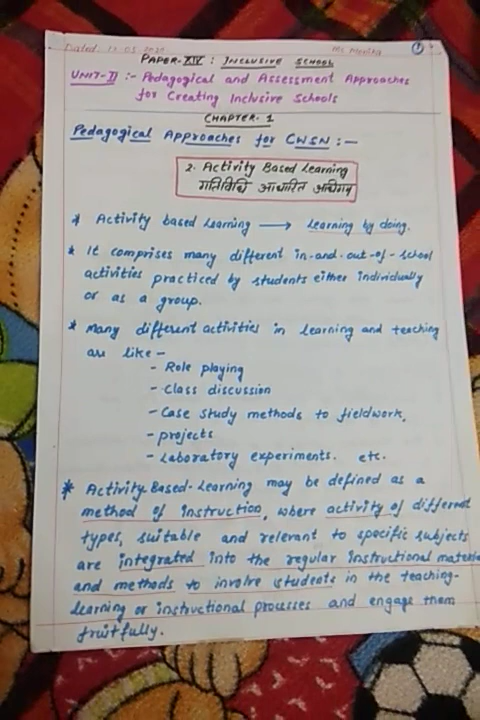 Dated: 12.05.2020
Ms Monika
1
PAPER-XIV : INCLUSIVE SCHOOL
UNIT-II :- Pedagogical and Assessment Approaches
for Creating Inclusive Schools
CHAPTER-1
Pedagogical Approaches for CWSN :-
2. Activity Based Learning
गतिविधि आधारित अधिगम
* Activity based learning → Learning by doing.
* It comprises many different in-and-out-of-school
activities practiced by students either individually
or as a group.
* Many different activities in learning and teaching
are like -
- Role playing
- Class discussion
- Case study methods to fieldwork,
- projects
- Laboratory experiments. etc.
* Activity-Based-Learning may be defined as a
method of instruction, where activity of different
types, suitable and relevant to specific subjects
are integrated into the regular instructional material
and methods to involve students in the teaching-
learning or instructional processes and engage them
fruitfully.